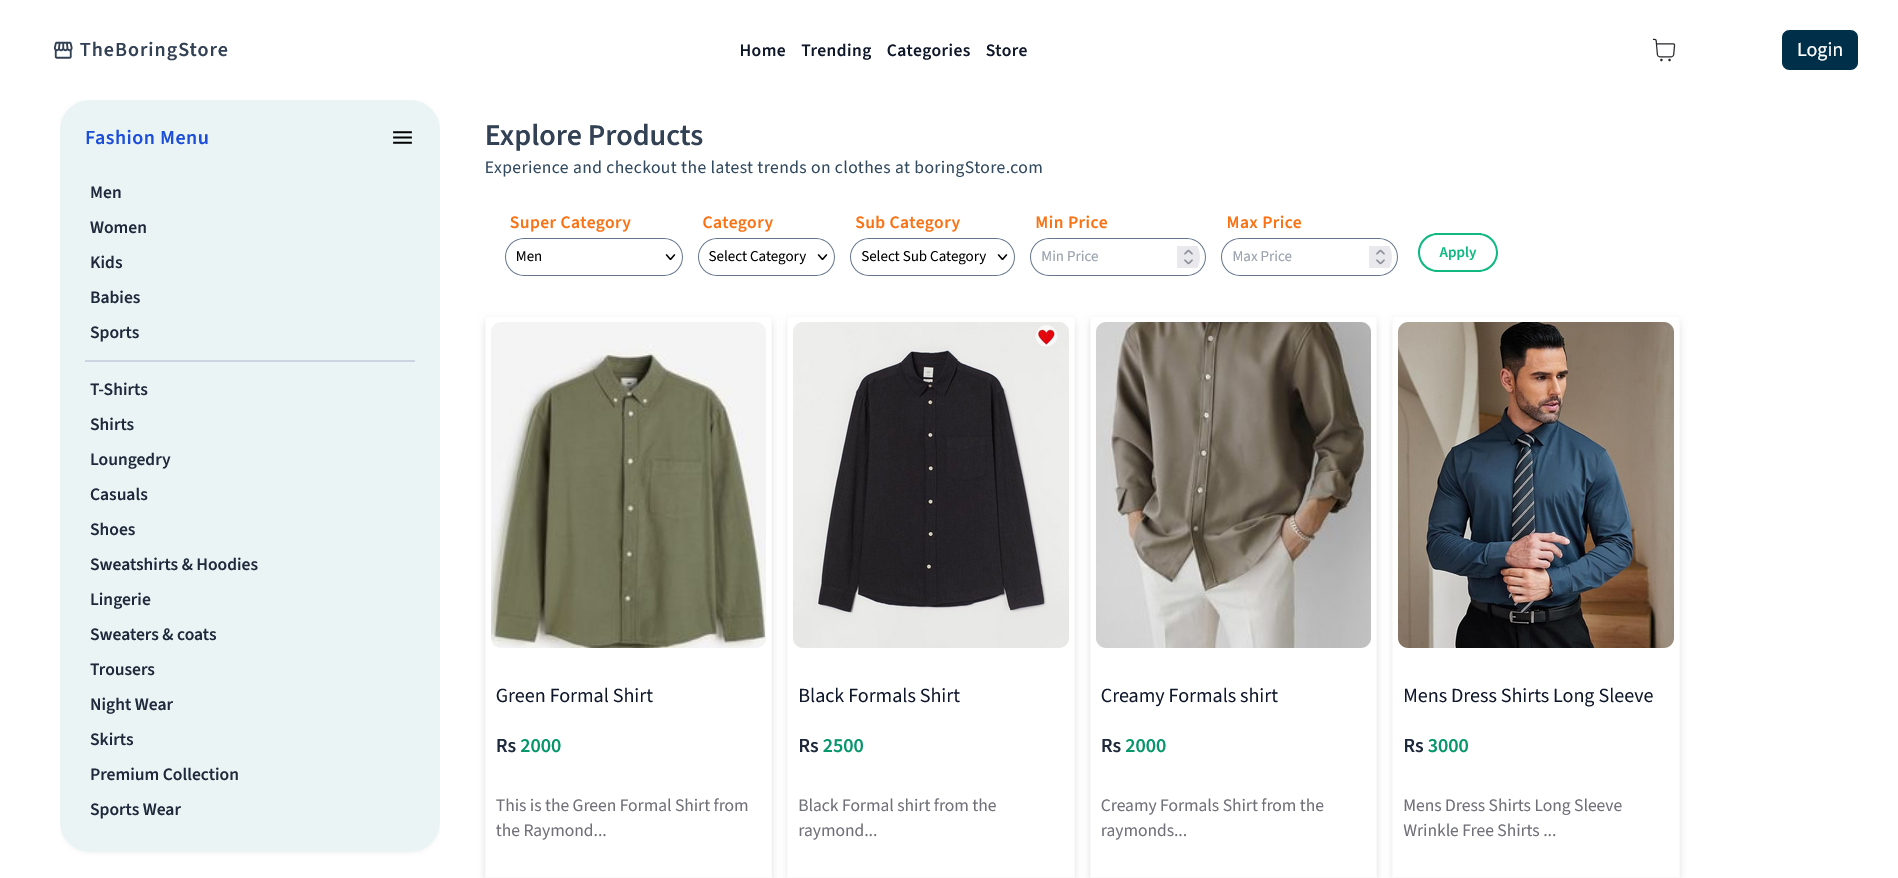 TheBoringStore
Home Trending Categories Store
Login
Fashion Menu
Men
Women
Kids
Babies
Sports
T-Shirts
Shirts
Loungedry
Casuals
Shoes
Sweatshirts & Hoodies
Lingerie
Sweaters & coats
Trousers
Night Wear
Skirts
Premium Collection
Sports Wear
Explore Products
Experience and checkout the latest trends on clothes at boringStore.com
Super Category
Men
Category
Select Category
Sub Category
Select Sub Category
Min Price
Min Price
Max Price
Max Price
Apply
Green Formal Shirt
Rs 2000
This is the Green Formal Shirt from
the Raymond...
Black Formals Shirt
Rs 2500
Black Formal shirt from the
raymond...
Creamy Formals shirt
Rs 2000
Creamy Formals Shirt from the
raymonds...
Mens Dress Shirts Long Sleeve
Rs 3000
Mens Dress Shirts Long Sleeve
Wrinkle Free Shirts ...